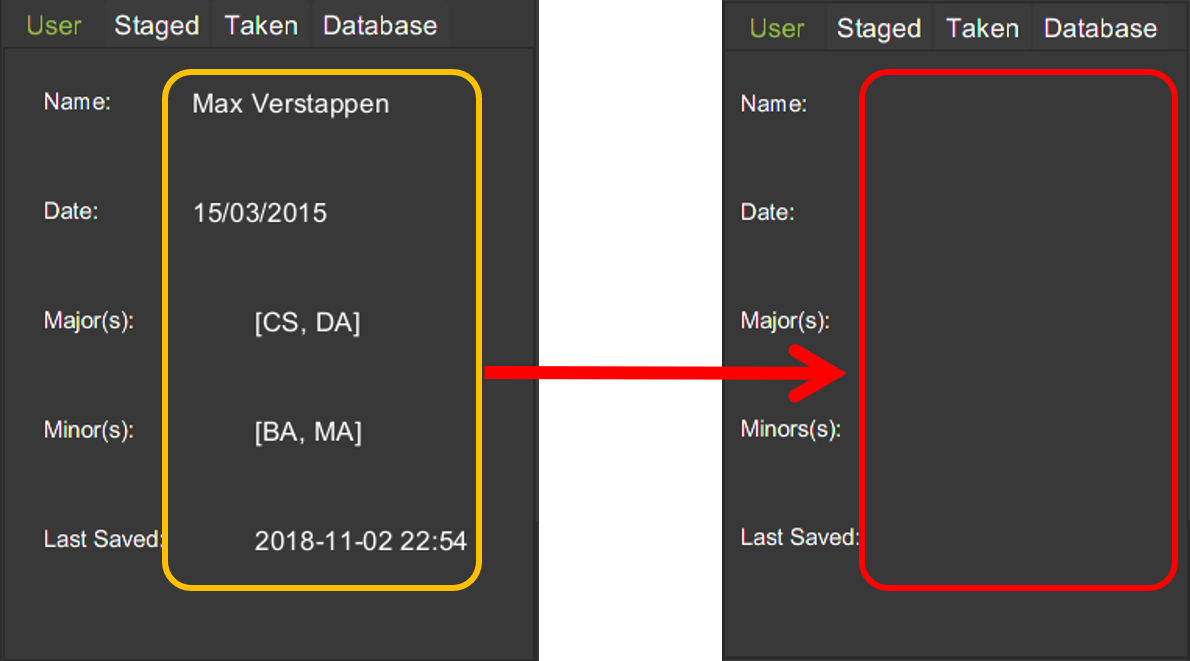 User Staged Taken Database
Name: Max Verstappen
Date: 15/03/2015
Major(s): [CS, DA]
Minor(s): [BA, MA]
Last Saved: 2018-11-02 22:54
User Staged Taken Database
Name:
Date:
Major(s):
Minors(s):
Last Saved: